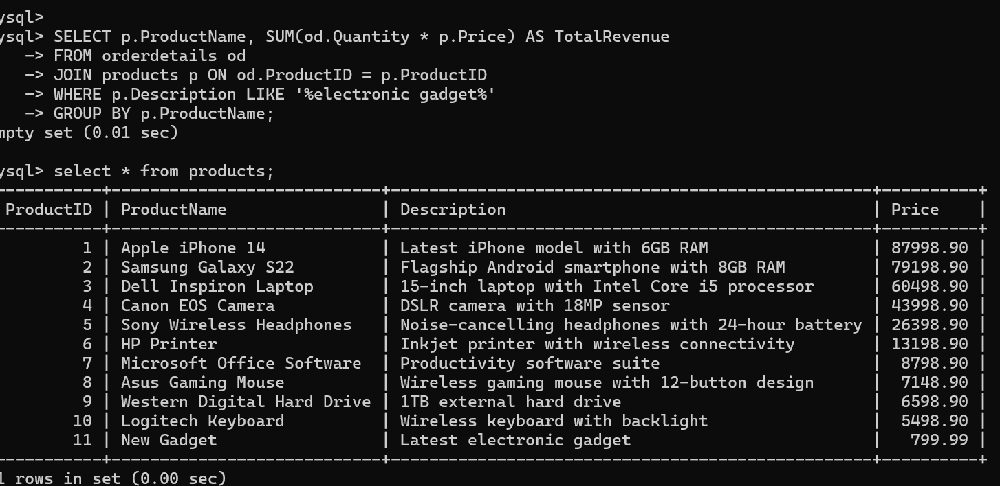 ysql>
ysql> SELECT p.ProductName, SUM(od.Quantity * p.Price) AS TotalRevenue
-> FROM orderdetails od
-> JOIN products p ON od.ProductID = p.ProductID
-> WHERE p.Description LIKE '%electronic gadget%'
-> GROUP BY p.ProductName;
mpty set (0.01 sec)
ysql> select * from products;
-----------+----------------------------+--------------------------------------------------+----------+
ProductID | ProductName | Description | Price |
-----------+----------------------------+--------------------------------------------------+----------+
1 | Apple iPhone 14 | Latest iPhone model with 6GB RAM | 87998.90 |
2 | Samsung Galaxy S22 | Flagship Android smartphone with 8GB RAM | 79198.90 |
3 | Dell Inspiron Laptop | 15-inch laptop with Intel Core i5 processor | 60498.90 |
4 | Canon EOS Camera | DSLR camera with 18MP sensor | 43998.90 |
5 | Sony Wireless Headphones | Noise-cancelling headphones with 24-hour battery | 26398.90 |
6 | HP Printer | Inkjet printer with wireless connectivity | 13198.90 |
7 | Microsoft Office Software | Productivity software suite | 8798.90 |
8 | Asus Gaming Mouse | Wireless gaming mouse with 12-button design | 7148.90 |
9 | Western Digital Hard Drive | 1TB external hard drive | 6598.90 |
10 | Logitech Keyboard | Wireless keyboard with backlight | 5498.90 |
11 | New Gadget | Latest electronic gadget | 799.99 |
-----------+----------------------------+--------------------------------------------------+----------+
1 rows in set (0.00 sec)